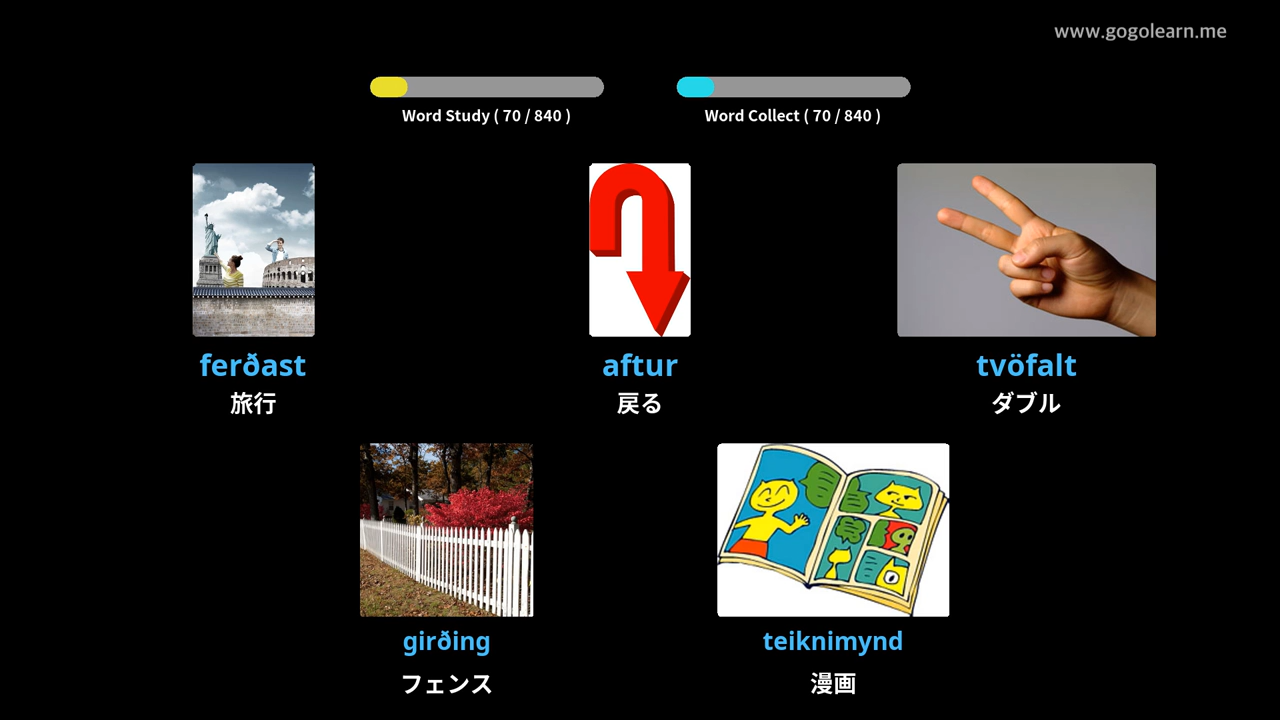 www.gogolearn.me
Word Study ( 70 / 840 )
Word Collect ( 70 / 840 )
ferðast
旅行
aftur
戻る
tvöfalt
ダブル
girðing
フェンス
teiknimynd
漫画